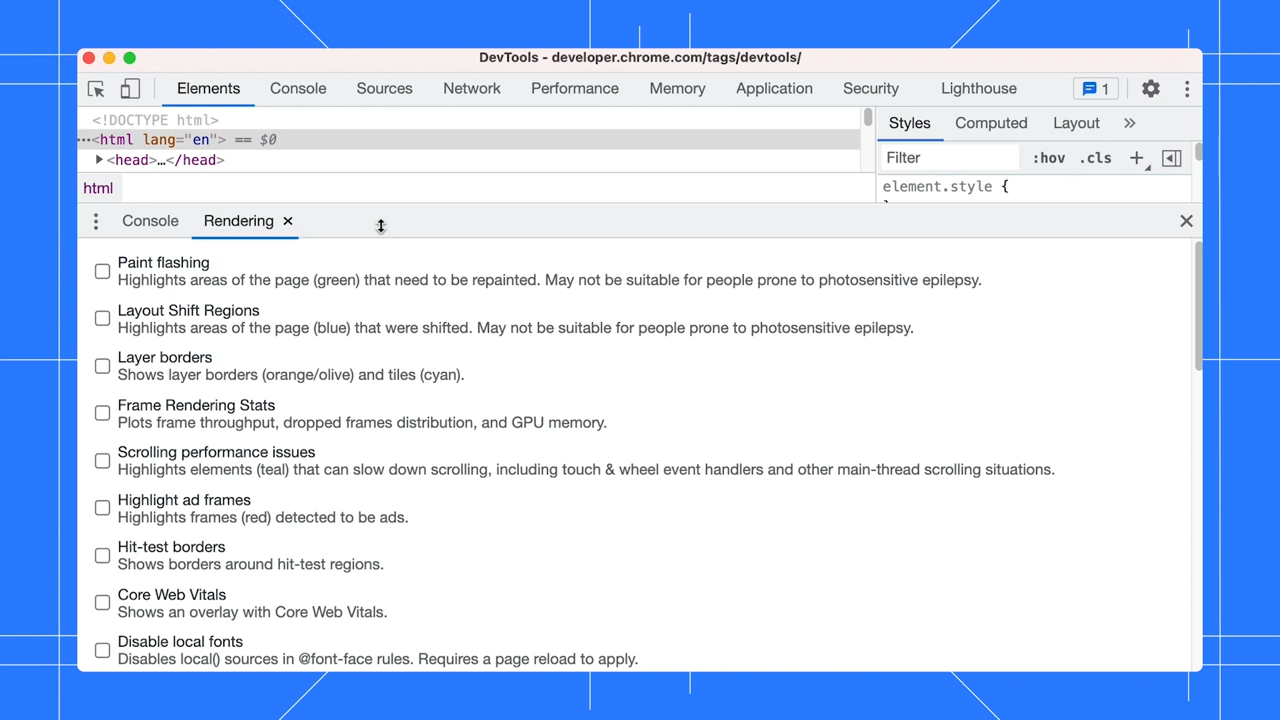 DevTools - developer.chrome.com/tags/devtools/
Elements Console Sources Network Performance Memory Application Security Lighthouse 1
<!DOCTYPE html>
⋯<html lang="en"> == $0
▶<head>…</head>
html
Styles Computed Layout »
Filter :hov .cls +
element.style {
Console Rendering ×
Paint flashing
Highlights areas of the page (green) that need to be repainted. May not be suitable for people prone to photosensitive epilepsy.
Layout Shift Regions
Highlights areas of the page (blue) that were shifted. May not be suitable for people prone to photosensitive epilepsy.
Layer borders
Shows layer borders (orange/olive) and tiles (cyan).
Frame Rendering Stats
Plots frame throughput, dropped frames distribution, and GPU memory.
Scrolling performance issues
Highlights elements (teal) that can slow down scrolling, including touch & wheel event handlers and other main-thread scrolling situations.
Highlight ad frames
Highlights frames (red) detected to be ads.
Hit-test borders
Shows borders around hit-test regions.
Core Web Vitals
Shows an overlay with Core Web Vitals.
Disable local fonts
Disables local() sources in @font-face rules. Requires a page reload to apply.